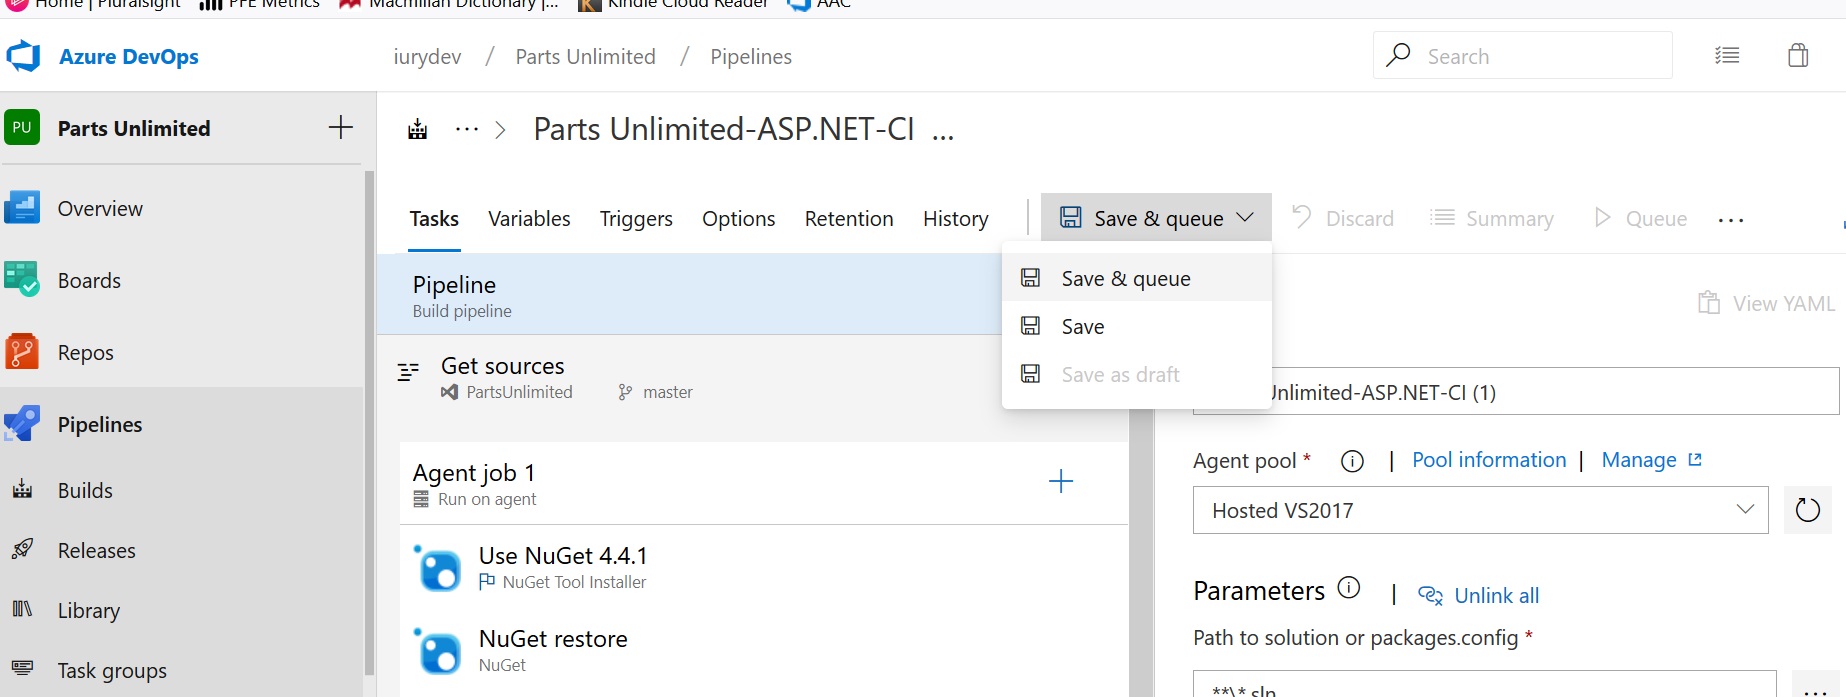 Home | Pluralsight PFE Metrics Macmillan Dictionary |... Kindle Cloud Reader AAC
Azure DevOps iurydev / Parts Unlimited / Pipelines Search
PU Parts Unlimited
... > Parts Unlimited-ASP.NET-CI ...
Overview
Boards
Repos
Pipelines
Builds
Releases
Library
Task groups
Tasks Variables Triggers Options Retention History Save & queue Discard Summary Queue ...
Save & queue
Save
Save as draft
Pipeline
Build pipeline
Get sources
PartsUnlimited master
Agent job 1
Run on agent
Use NuGet 4.4.1
NuGet Tool Installer
NuGet restore
NuGet
View YAML
Unlimited-ASP.NET-CI (1)
Agent pool * | Pool information | Manage
Hosted VS2017
Parameters | Unlink all
Path to solution or packages.config *
**\*.sln ...